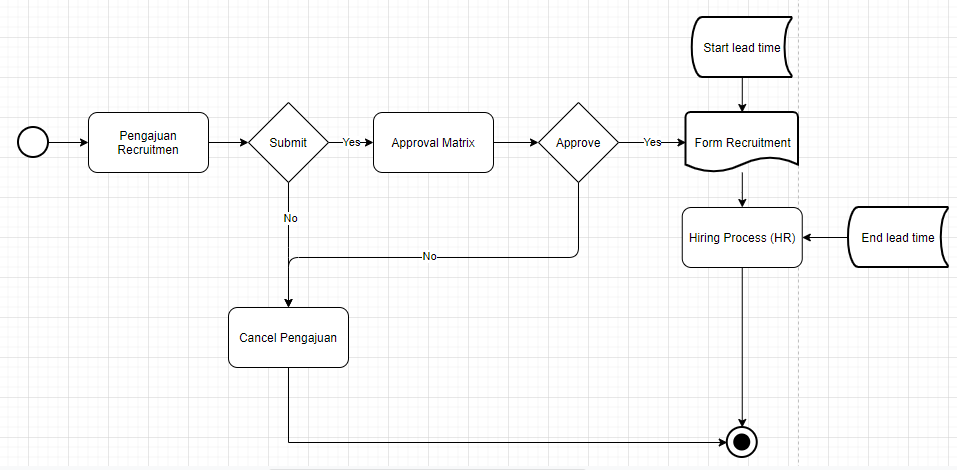 Start lead time
Pengajuan
Recruitmen
Submit
Yes
Approval Matrix
Approve
Yes
Form Recruitment
No
Hiring Process (HR)
End lead time
No
Cancel Pengajuan